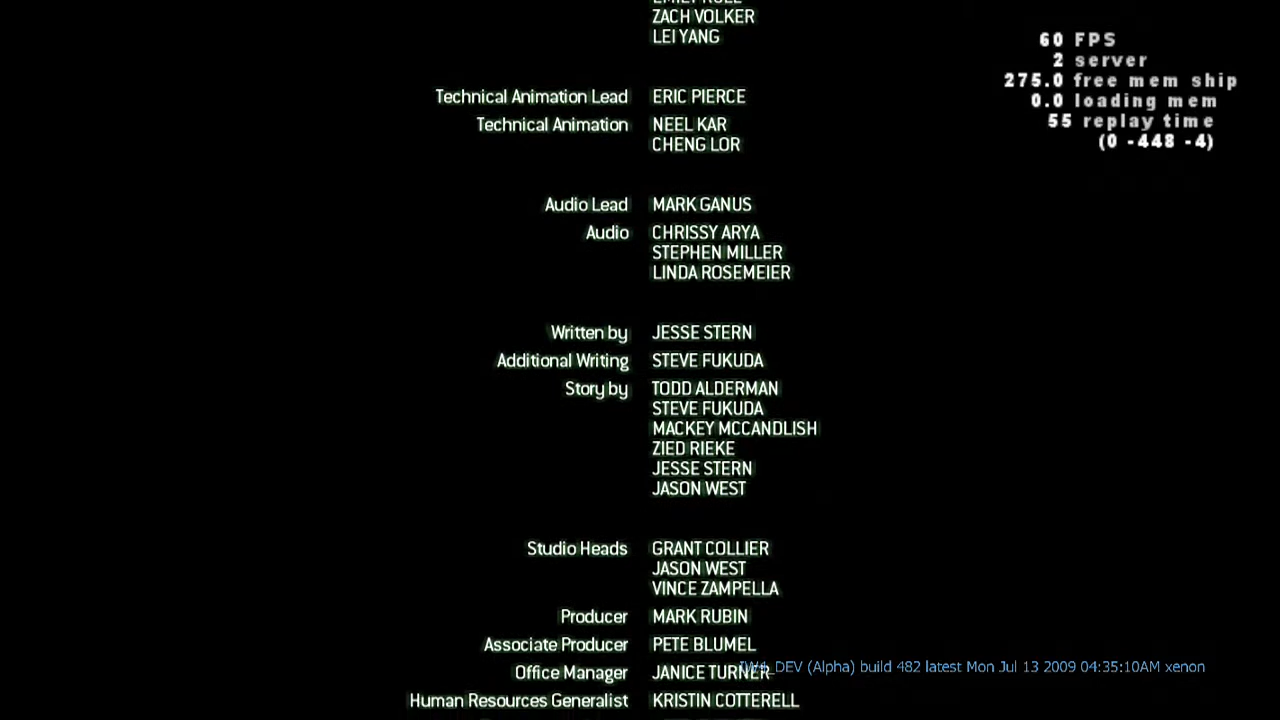 ZACH VOLKER
LEI YANG
Technical Animation Lead ERIC PIERCE
Technical Animation NEEL KAR
CHENG LOR
Audio Lead MARK GANUS
Audio CHRISSY ARYA
STEPHEN MILLER
LINDA ROSEMEIER
Written by JESSE STERN
Additional Writing STEVE FUKUDA
Story by TODD ALDERMAN
STEVE FUKUDA
MACKEY MCCANDLISH
ZIED RIEKE
JESSE STERN
JASON WEST
Studio Heads GRANT COLLIER
JASON WEST
VINCE ZAMPELLA
Producer MARK RUBIN
Associate Producer PETE BLUMEL
Office Manager JANICE TURNER
Human Resources Generalist KRISTIN COTTERELL
60 FPS
2 server
275.0 free mem ship
0.0 loading mem
55 replay time
(0 -448 -4)
IW4_DEV (Alpha) build 482 latest Mon Jul 13 2009 04:35:10AM xenon